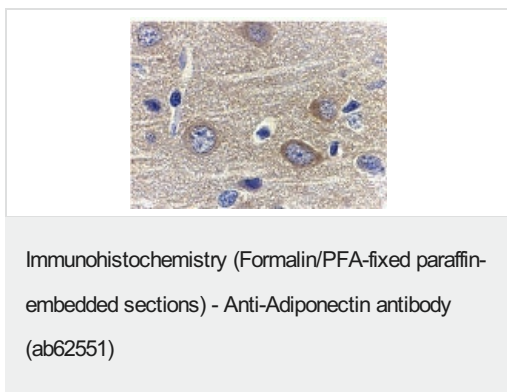 Immunohistochemistry (Formalin/PFA-fixed paraffin-
embedded sections) - Anti-Adiponectin antibody
(ab62551)